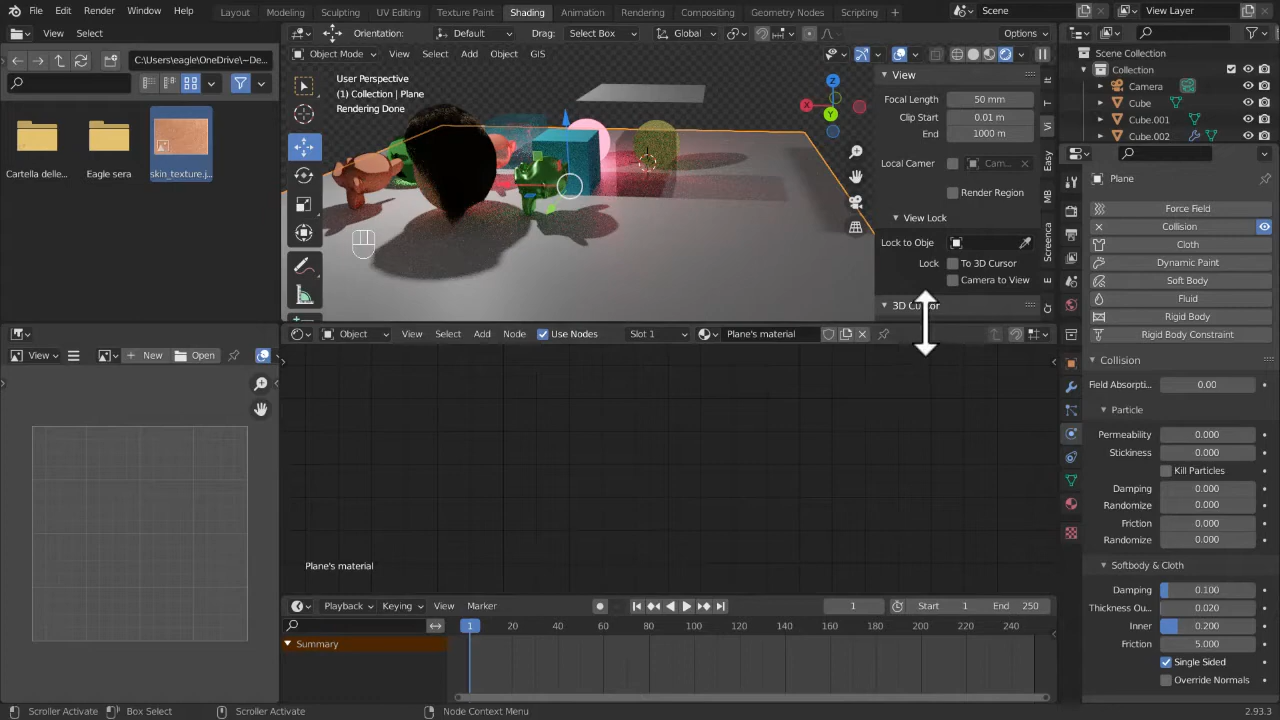 File Edit Render Window Help Layout Modeling Sculpting UV Editing Texture Paint Shading Animation Rendering Compositing Geometry Nodes Scripting + Scene View Layer
View Select
Orientation: Default Drag: Select Box Global Options
C:\Users\eagle\OneDrive\~De...
Object Mode View Select Add Object GIS
Scene Collection
Collection
Camera
Cube
Cube.001
Cube.002
User Perspective
(1) Collection | Plane
Rendering Done
Z
X
Y
View
Focal Length 50 mm
Clip Start 0.01 m
End 1000 m
Local Camer Cam...
Render Region
View Lock
Lock to Obje
Lock To 3D Cursor
Camera to View
3D Cursor
It
T
Vi
Easy
MB
Screenca
E
Cr
Cartella delle...
Eagle sera
skin_texture.j...
Plane
Force Field
Collision
Cloth
Dynamic Paint
Soft Body
Fluid
Rigid Body
Rigid Body Constraint
Collision
Field Absorpti... 0.00
Particle
Permeability 0.000
Stickiness 0.000
Kill Particles
Damping 0.000
Randomize 0.000
Friction 0.000
Randomize 0.000
Softbody & Cloth
Damping 0.100
Thickness Ou... 0.020
Inner 0.200
Friction 5.000
Single Sided
Override Normals
View New Open
Object View Select Add Node Use Nodes Slot 1 Plane's material
Plane's material
Playback Keying View Marker 1 Start 1 End 250
1 20 40 60 80 100 120 140 160 180 200 220 240
Summary
Scroller Activate Box Select Scroller Activate Node Context Menu 2.93.3